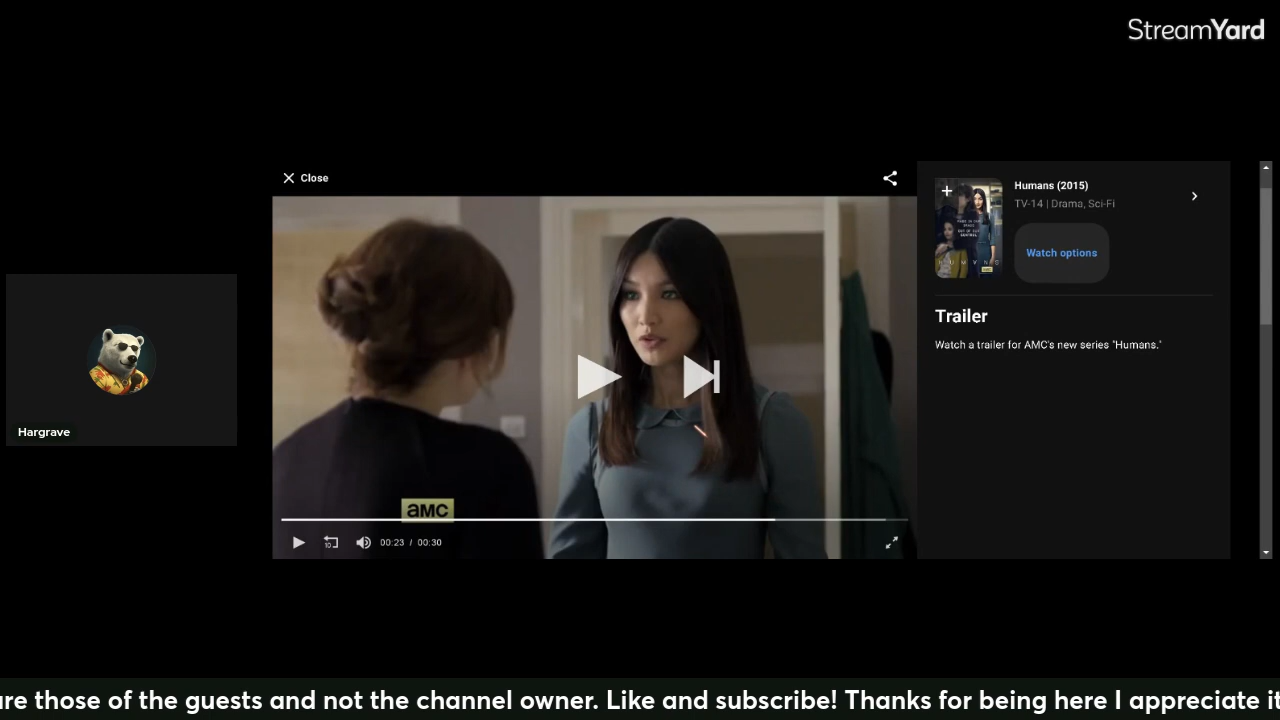 StreamYard
Close
Humans (2015)
TV-14 | Drama, Sci-Fi
Watch options
Trailer
Watch a trailer for AMC's new series "Humans."
Hargrave
aMC
10
00:23 / 00:30
are those of the guests and not the channel owner. Like and subscribe! Thanks for being here I appreciate it